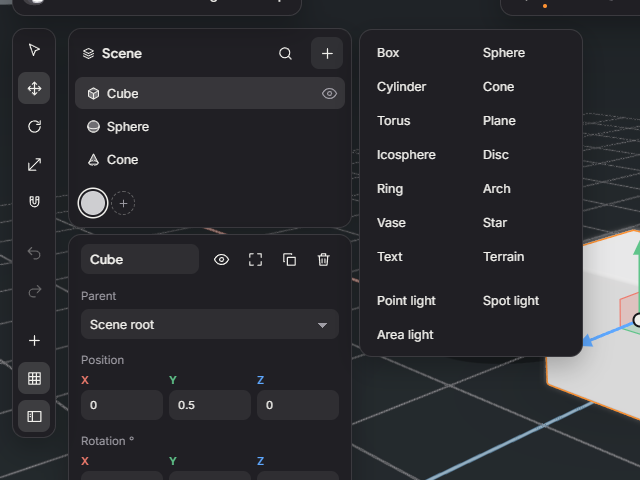 Scene
Cube
Sphere
Cone
Cube
Parent
Scene root
Position
X Y Z
0 0.5 0
Rotation °
X Y Z
Box Sphere
Cylinder Cone
Torus Plane
Icosphere Disc
Ring Arch
Vase Star
Text Terrain
Point light Spot light
Area light